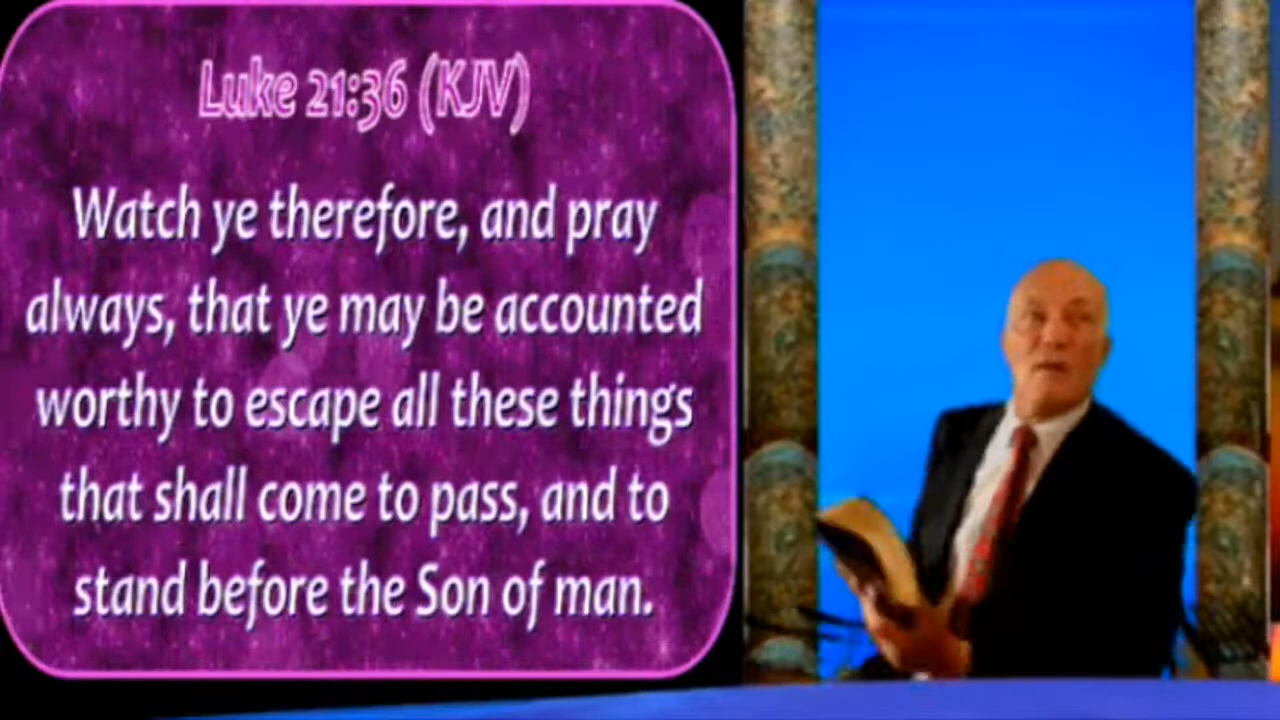 Luke 21:36 (KJV)
Watch ye therefore, and pray
always, that ye may be accounted
worthy to escape all these things
that shall come to pass, and to
stand before the Son of man.